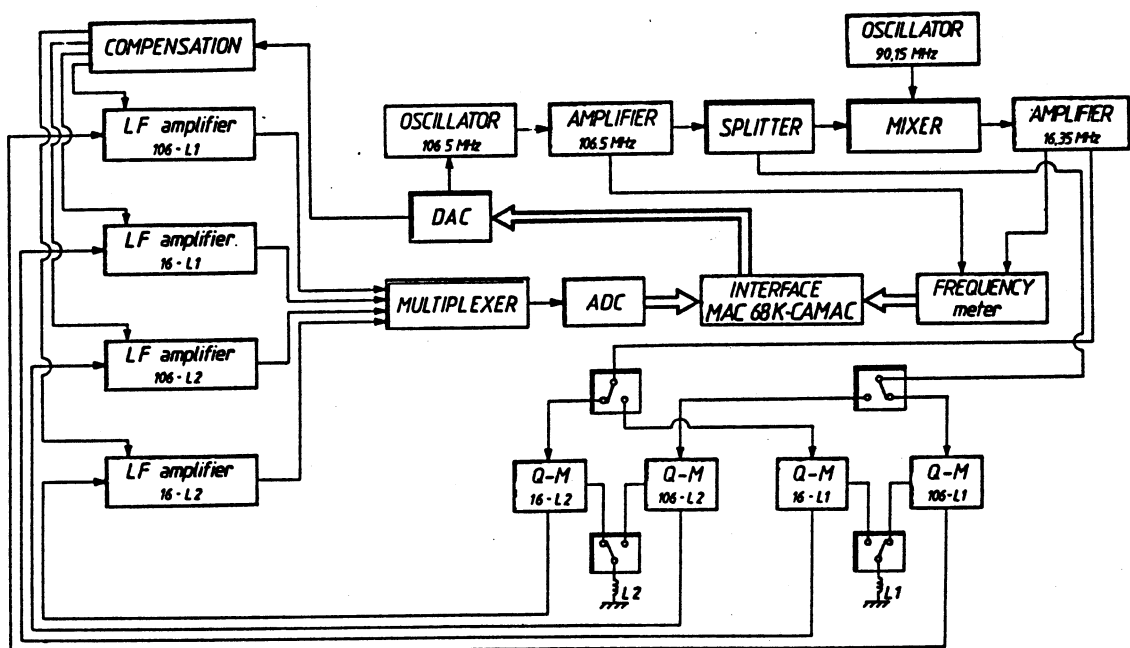 COMPENSATION
OSCILLATOR
90,15 MHz
LF amplifier
106-L1
OSCILLATOR
106 5 MHz
AMPLIFIER
106.5 MHz
SPLITTER
MIXER
AMPLIFIER
16,35 MHz
DAC
LF amplifier.
16-L1
MULTIPLEXER
ADC
INTERFACE
MAC 68K-CAMAC
FREQUENCY
meter
LF amplifier
106-L2
LF amplifier
16-L2
Q-M
16-L2
Q-M
106-L2
Q-M
16-L1
Q-M
106-L1
L2
L1